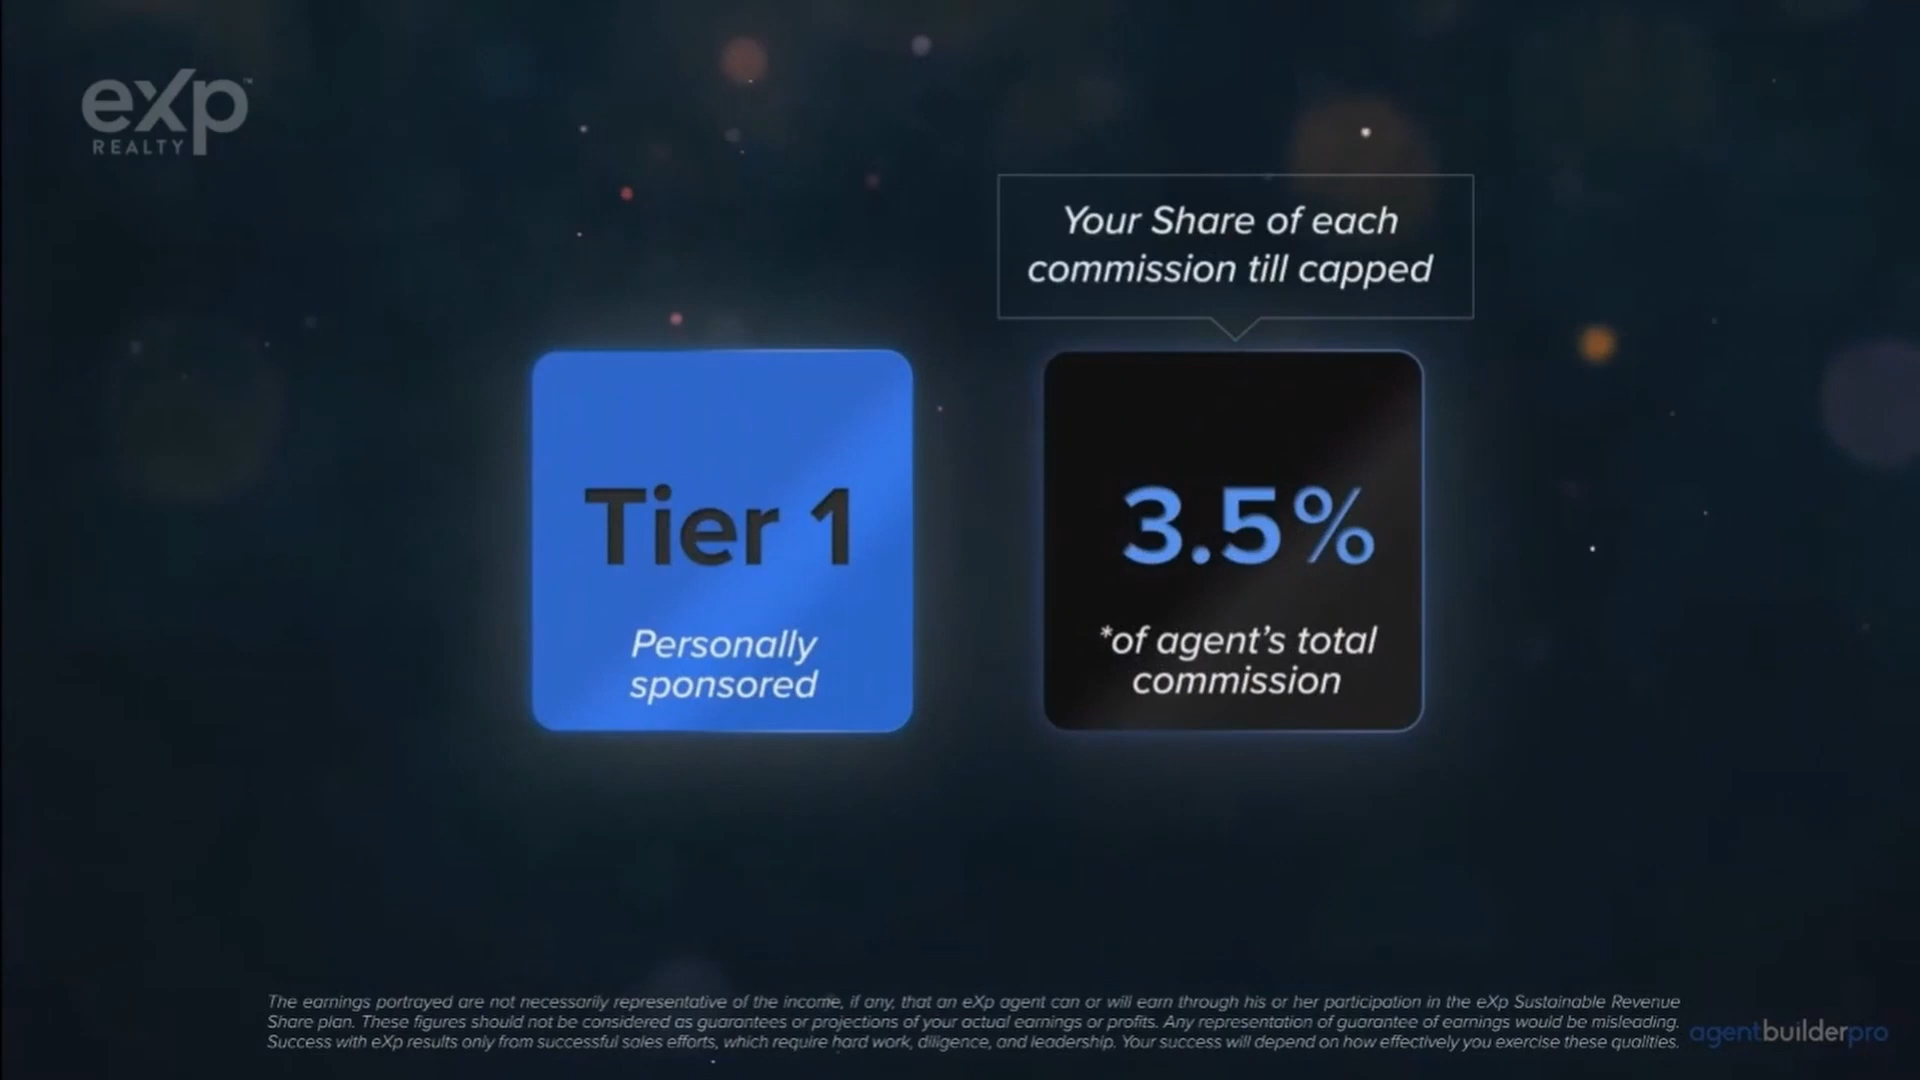 eXp™
REALTY
Your Share of each
commission till capped
Tier 1
Personally
sponsored
3.5%
*of agent's total
commission
The earnings portrayed are not necessarily representative of the income, if any, that an eXp agent can or will earn through his or her participation in the eXp Sustainable Revenue
Share plan. These figures should not be considered as guarantees or projections of your actual earnings or profits. Any representation of guarantee of earnings would be misleading.
Success with eXp results only from successful sales efforts, which require hard work, diligence, and leadership. Your success will depend on how effectively you exercise these qualities.
agentbuilderpro